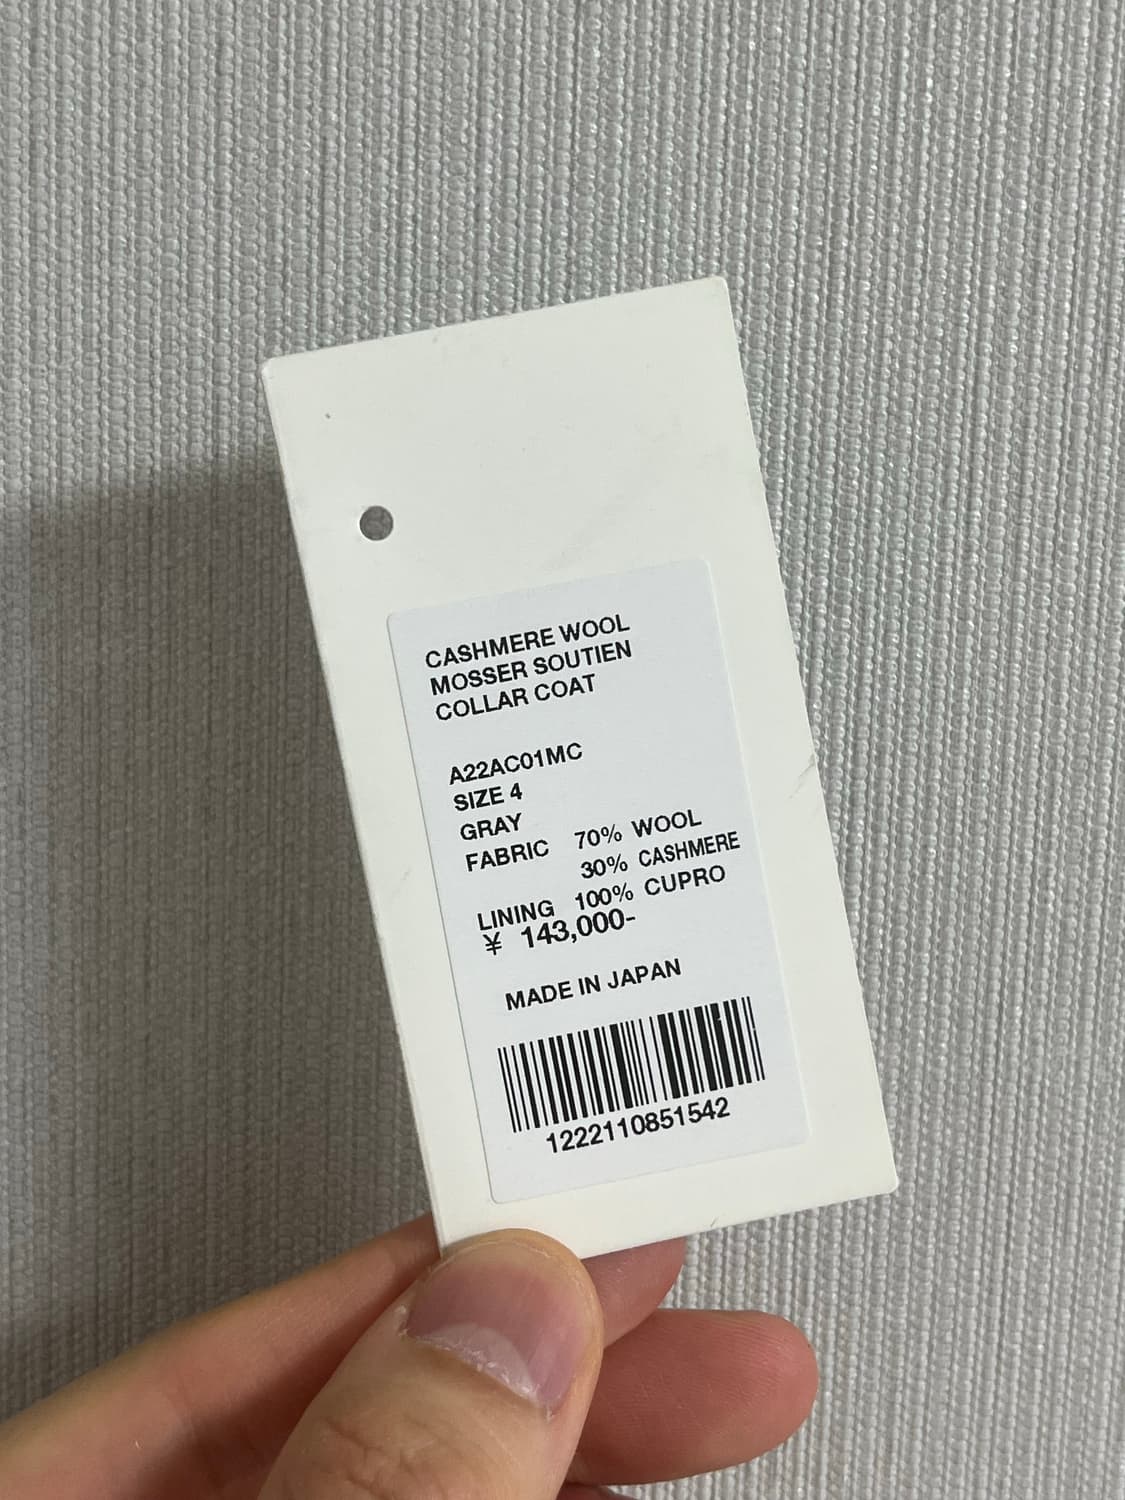 CASHMERE WOOL
MOSSER SOUTIEN
COLLAR COAT
A22AC01MC
SIZE 4
GRAY
FABRIC 70% WOOL
30% CASHMERE
LINING 100% CUPRO
¥ 143,000-
MADE IN JAPAN
1222110851542